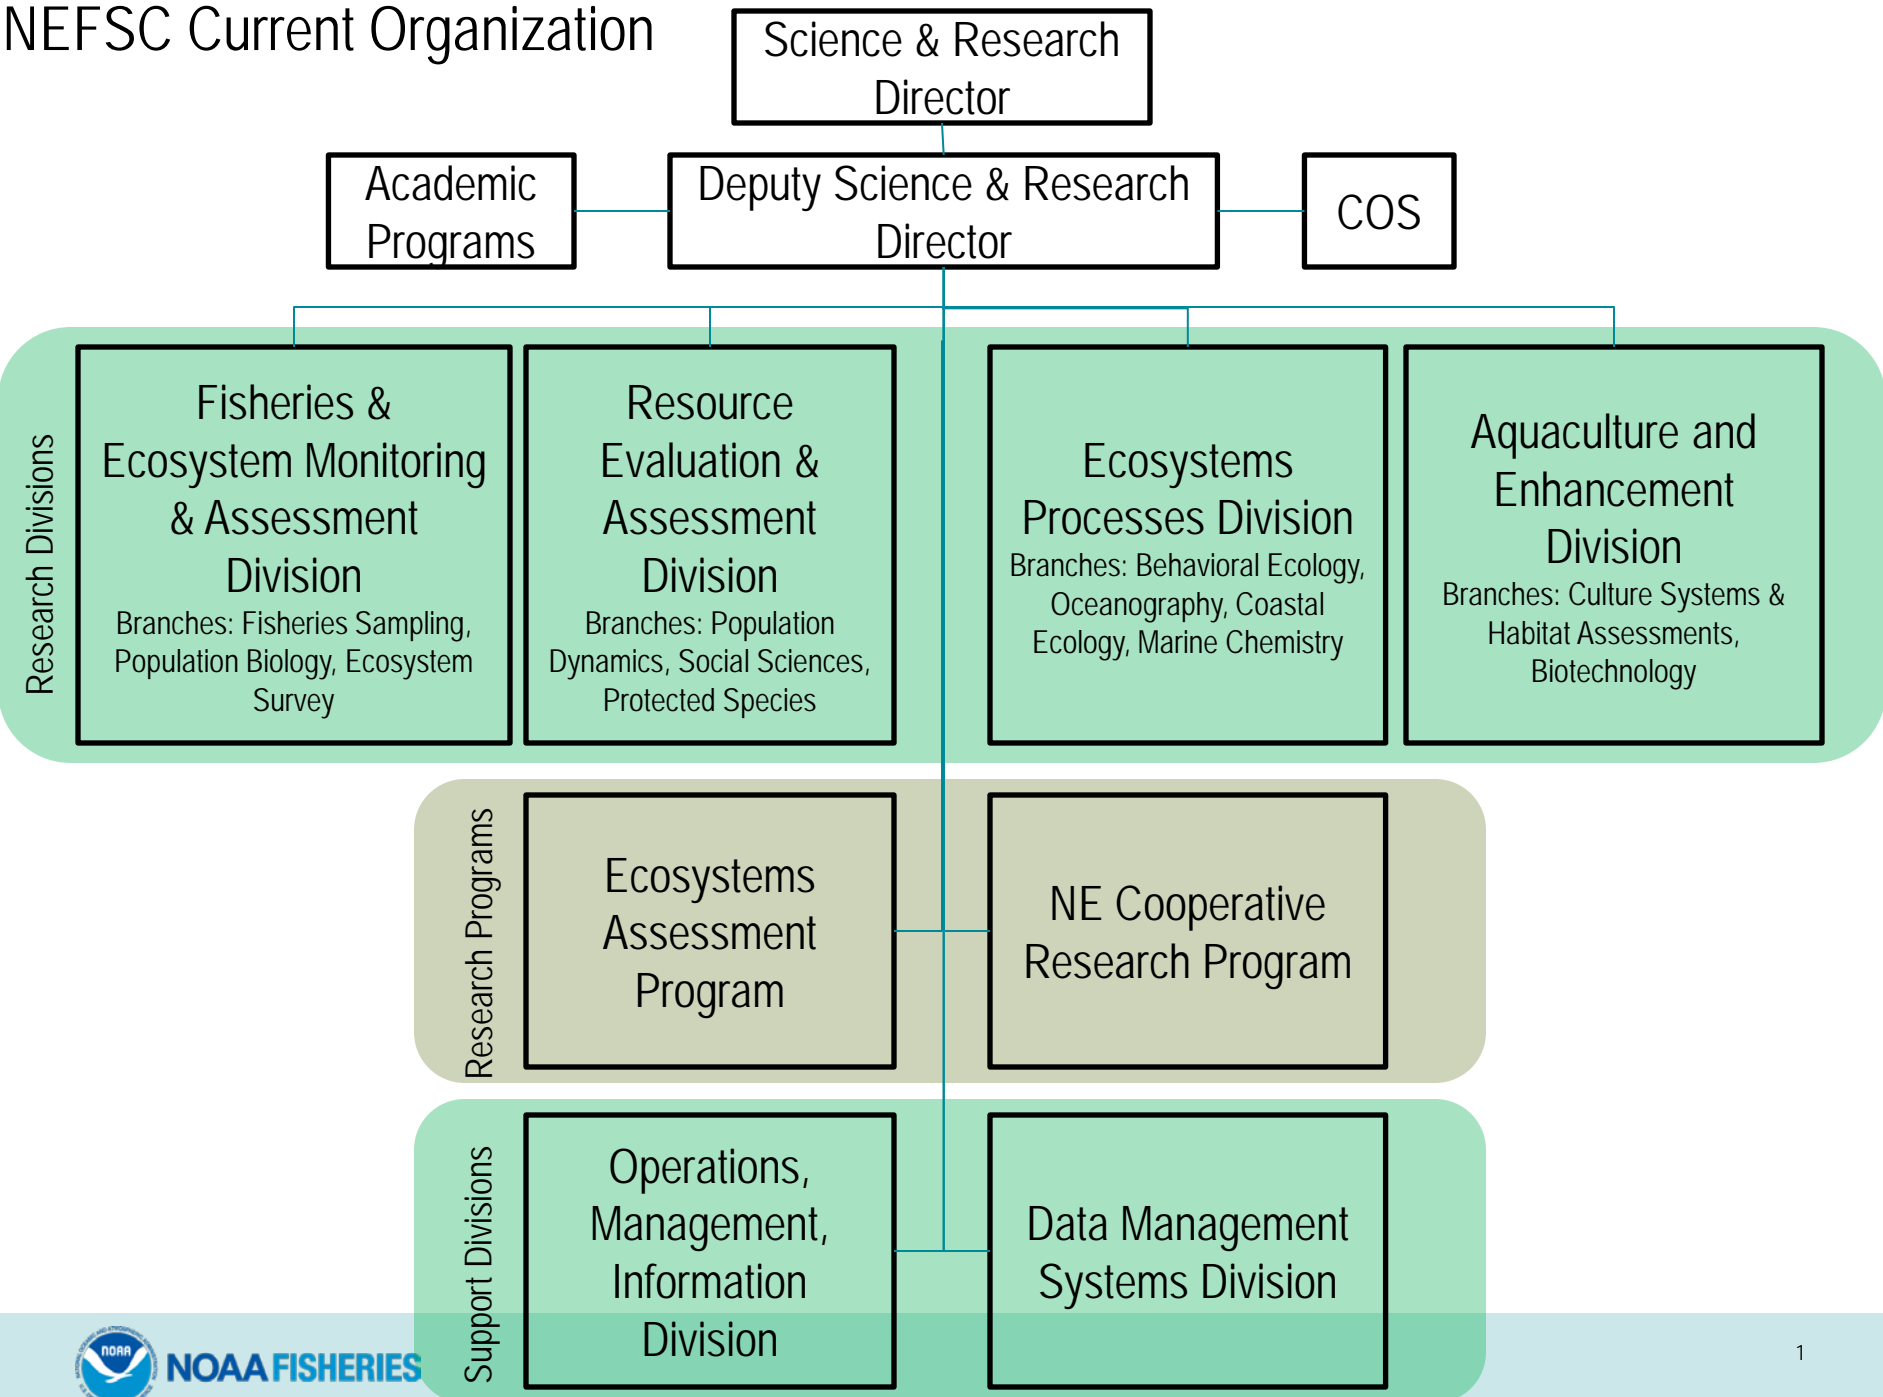 NEFSC Current Organization
Science & Research
Director
Academic
Programs
Deputy Science & Research
Director
COS
Research Divisions
Fisheries &
Ecosystem Monitoring
& Assessment
Division
Branches: Fisheries Sampling,
Population Biology, Ecosystem
Survey
Resource
Evaluation &
Assessment
Division
Branches: Population
Dynamics, Social Sciences,
Protected Species
Ecosystems
Processes Division
Branches: Behavioral Ecology,
Oceanography, Coastal
Ecology, Marine Chemistry
Aquaculture and
Enhancement
Division
Branches: Culture Systems &
Habitat Assessments,
Biotechnology
Research Programs
Ecosystems
Assessment
Program
NE Cooperative
Research Program
Support Divisions
Operations,
Management,
Information
Division
Data Management
Systems Division
NOAA
NOAA FISHERIES
1